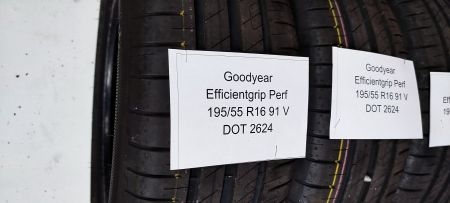 Goodyear
Efficientgrip Perf
195/55 R16 91 V
DOT 2624
Goodyear
Efficientgrip Perf
195/55 R16 91 V
DOT 2624